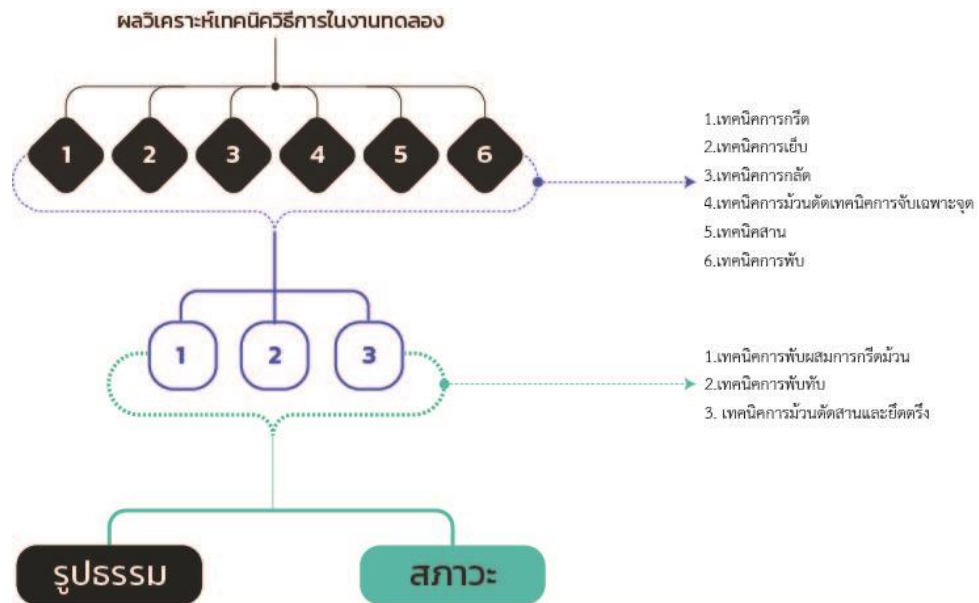 ผลวิเคราะห์เทคนิควิธีการในงานทดลอง
1 2 3 4 5 6
1.เทคนิคการกรีด
2.เทคนิคการเย็บ
3.เทคนิคการกลัด
4.เทคนิคการม้วนดัดเทคนิคการจับเฉพาะจุด
5.เทคนิคสาน
6.เทคนิคการพับ
1 2 3
1.เทคนิคการพับผสมการกรีดม้วน
2.เทคนิคการพับทับ
3. เทคนิคการม้วนดัดสานและยึดตรึง
รูปธรรม
สภาวะ